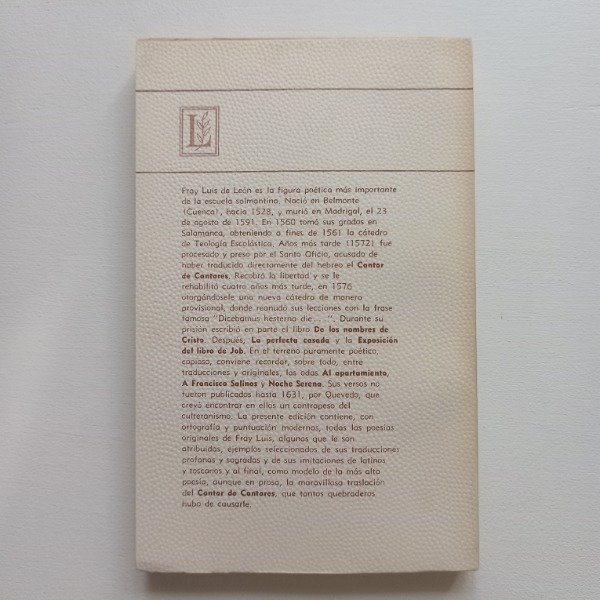 L
Fray Luis de León es la figura poética más importante
de la escuela salmantina. Nació en Belmonte
(Cuenca), hacia 1528, y murió en Madrigal, el 23
de agosto de 1591. En 1560 tomó sus grados en
Salamanca, obteniendo a fines de 1561 la cátedra
de Teología Escolástica. Años más tarde (1572) fue
procesado y preso por el Santo Oficio, acusado de
haber traducido directamente del hebreo el Cantar
de Cantares. Recobró la libertad y se le
rehabilitó cuatro años más tarde, en 1576
otorgándosele una nueva cátedra de manera
provisional, donde reanudó sus lecciones con la frase
famosa "Dicebamus hesterna die....". Durante su
prisión escribió en parte el libro De los nombres de
Cristo. Después, La perfecta casada y la Exposición
del libro de Job. En el terreno puramente poético,
copioso, conviene recordar, sobre todo, entre
traducciones y originales, las odas Al apartamiento,
A Francisco Salinas y Noche Serena. Sus versos no
fueron publicados hasta 1631, por Quevedo, que
creyó encontrar en ellos un contrapeso del
culteranismo. La presente edición contiene, con
ortografía y puntuación modernas, todas las poesías
originales de Fray Luis, algunas que le son
atribuidas, ejemplos seleccionados de sus traducciones
profanas y sagradas y de sus imitaciones de latinos
y toscanos y al final, como modelo de la más alta
poesía, aunque en prosa, la maravillosa traslación
del Cantar de Cantares, que tantos quebraderos
hubo de causarle.